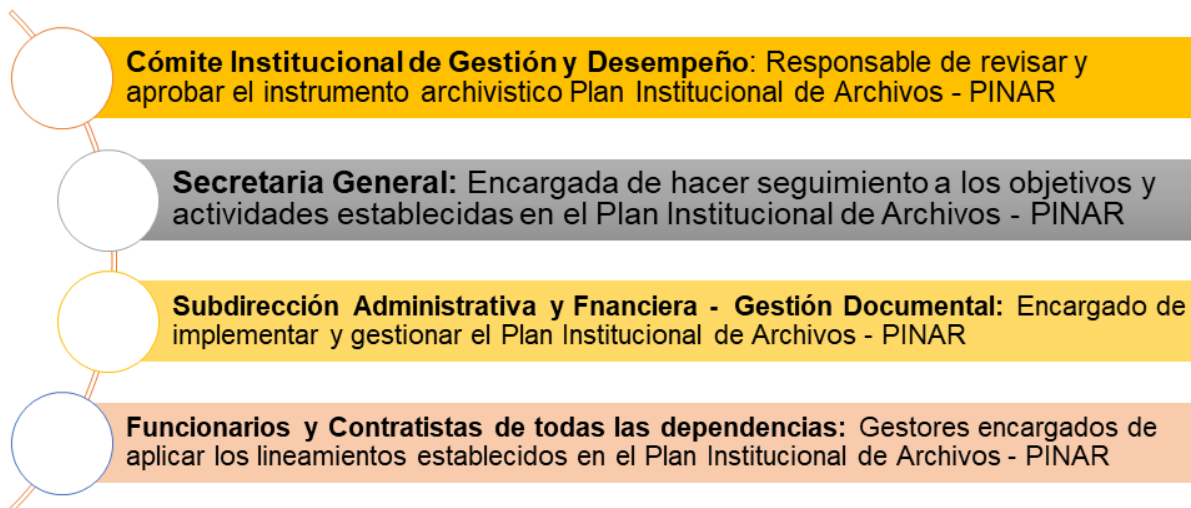 Cómite Institucional de Gestión y Desempeño: Responsable de revisar y
aprobar el instrumento archivistico Plan Institucional de Archivos - PINAR
Secretaria General: Encargada de hacer seguimiento a los objetivos y
actividades establecidas en el Plan Institucional de Archivos - PINAR
Subdirección Administrativa y Fnanciera - Gestión Documental: Encargado de
implementar y gestionar el Plan Institucional de Archivos - PINAR
Funcionarios y Contratistas de todas las dependencias: Gestores encargados de
aplicar los lineamientos establecidos en el Plan Institucional de Archivos - PINAR